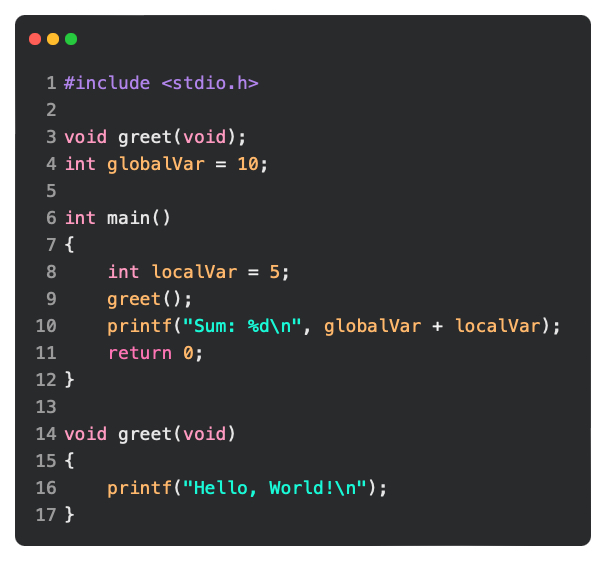 1 #include <stdio.h>
2
3 void greet(void);
4 int globalVar = 10;
5
6 int main()
7 {
8     int localVar = 5;
9     greet();
10     printf("Sum: %d\n", globalVar + localVar);
11     return 0;
12 }
13
14 void greet(void)
15 {
16     printf("Hello, World!\n");
17 }